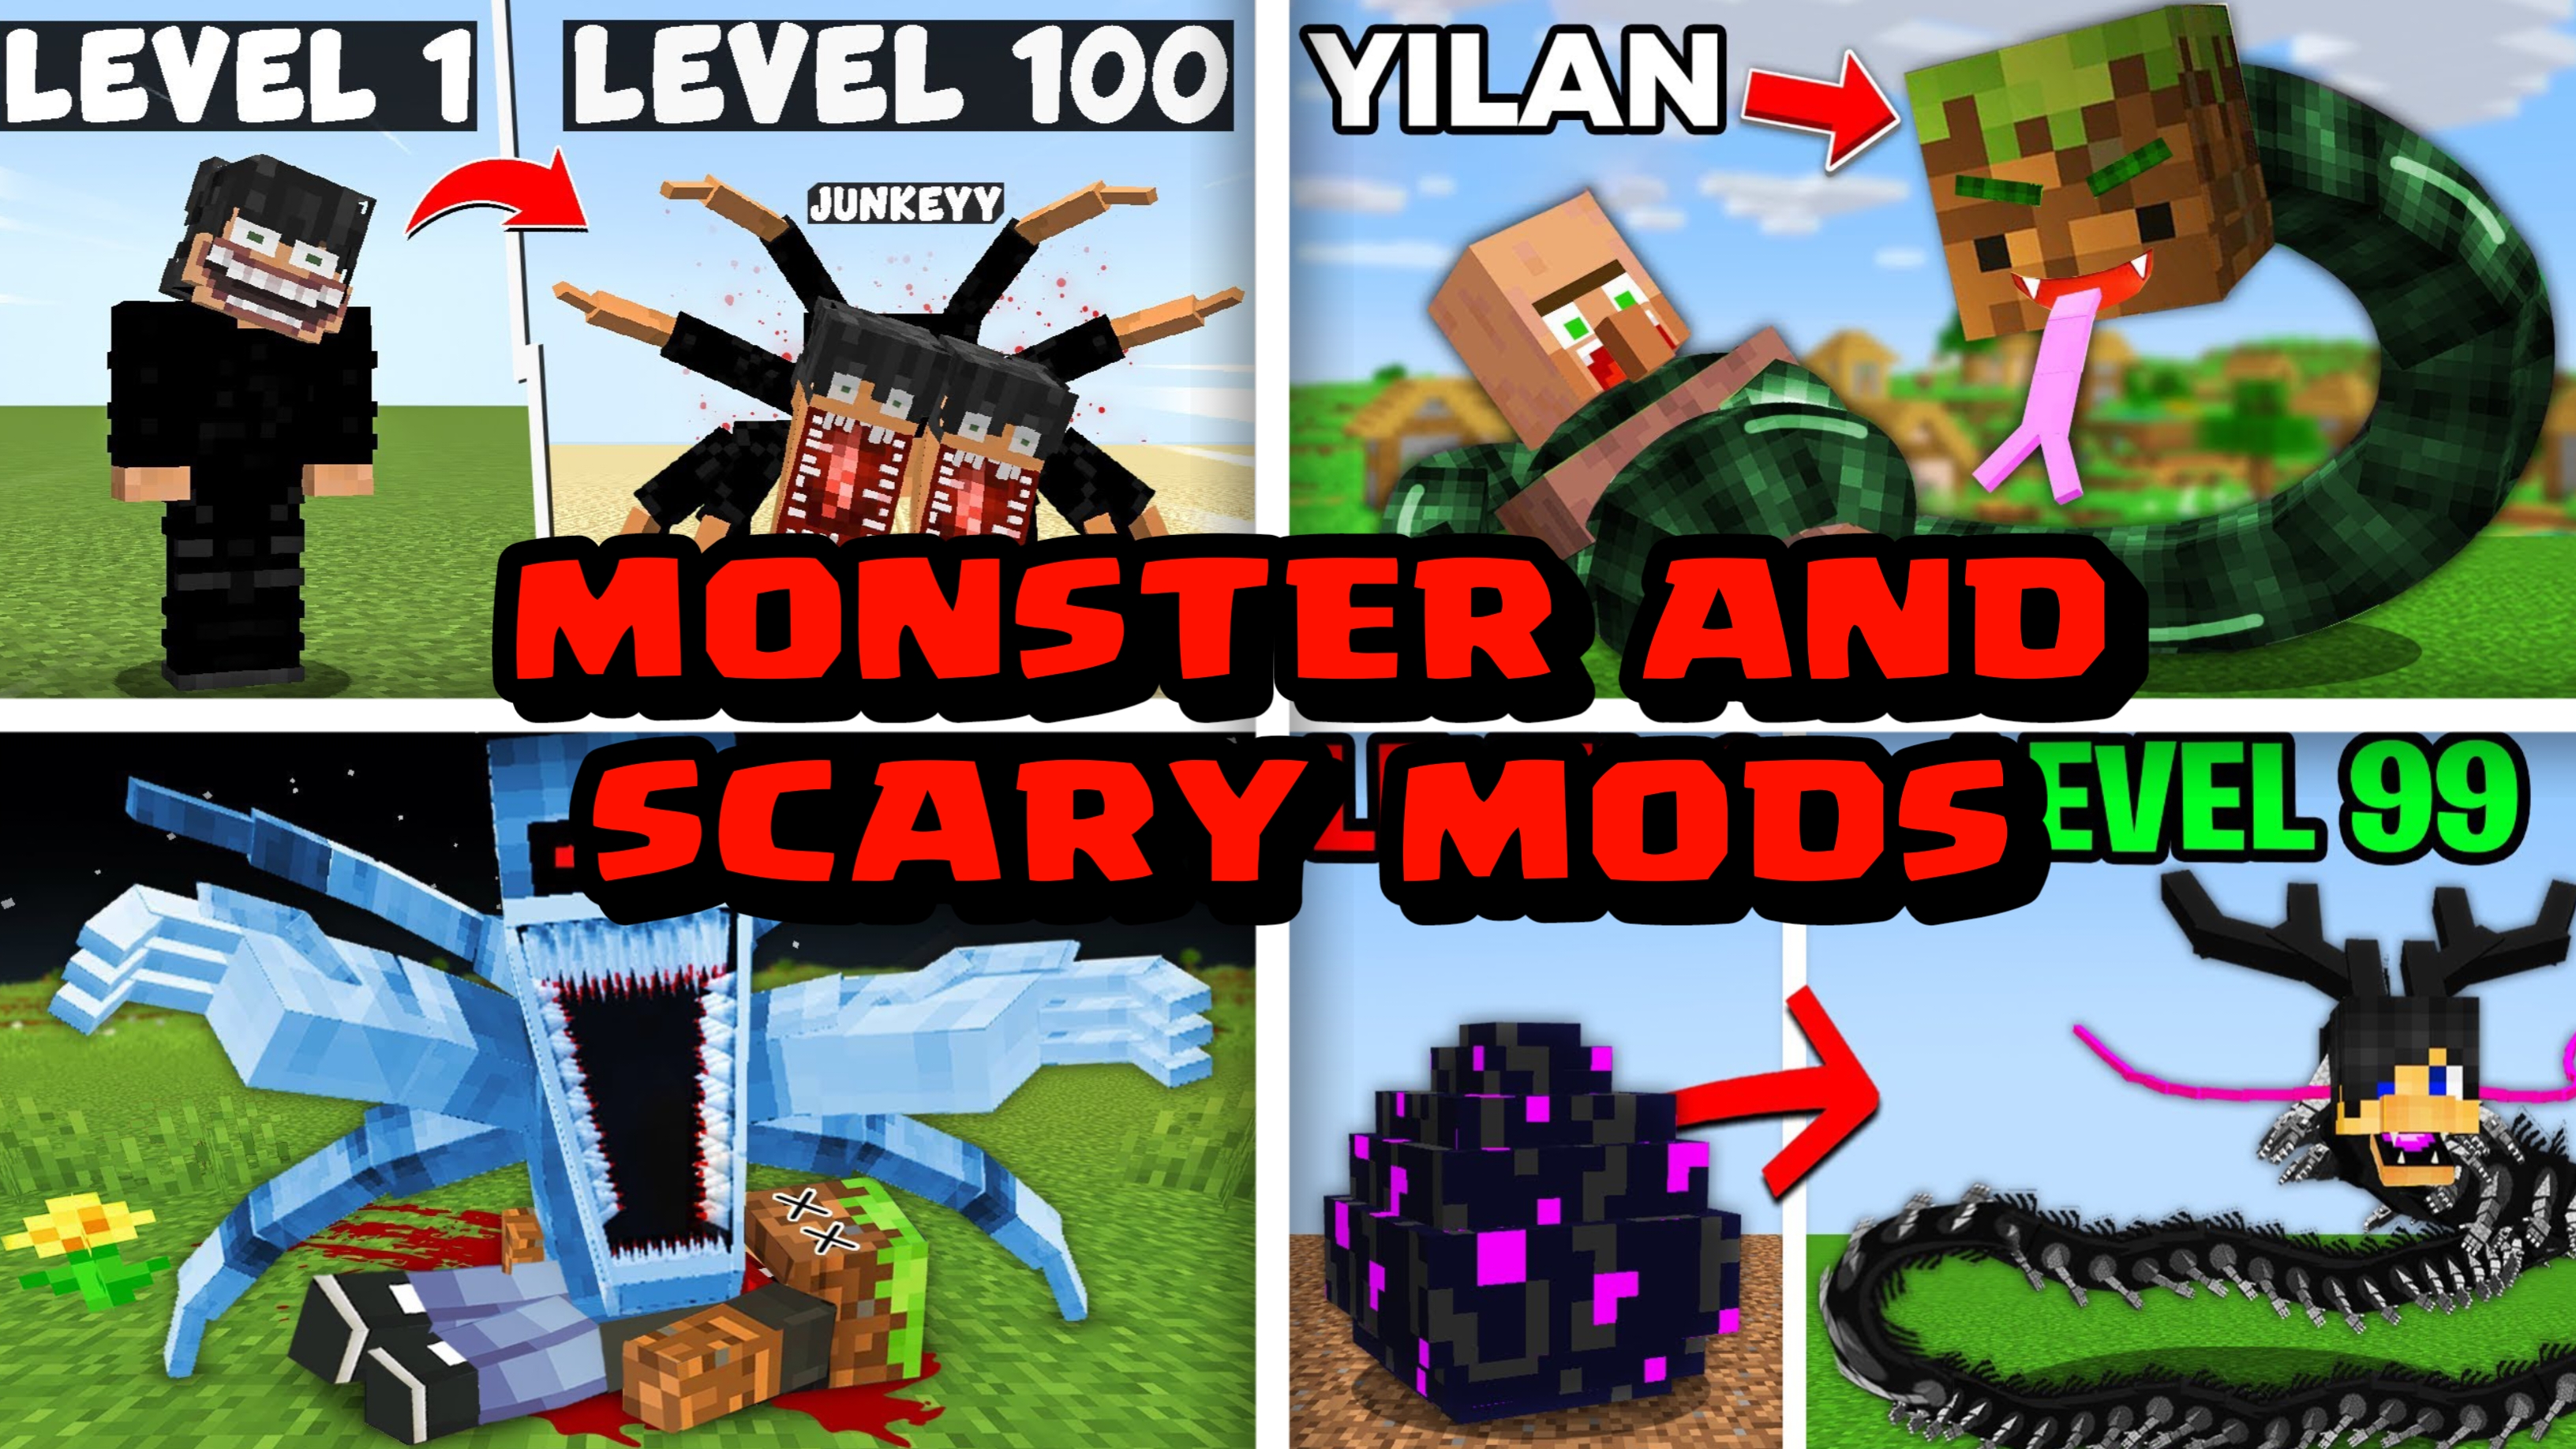 LEVEL 1
LEVEL 100
JUNKEYY
YILAN
MONSTER AND
SCARY MODS
EVEL 99